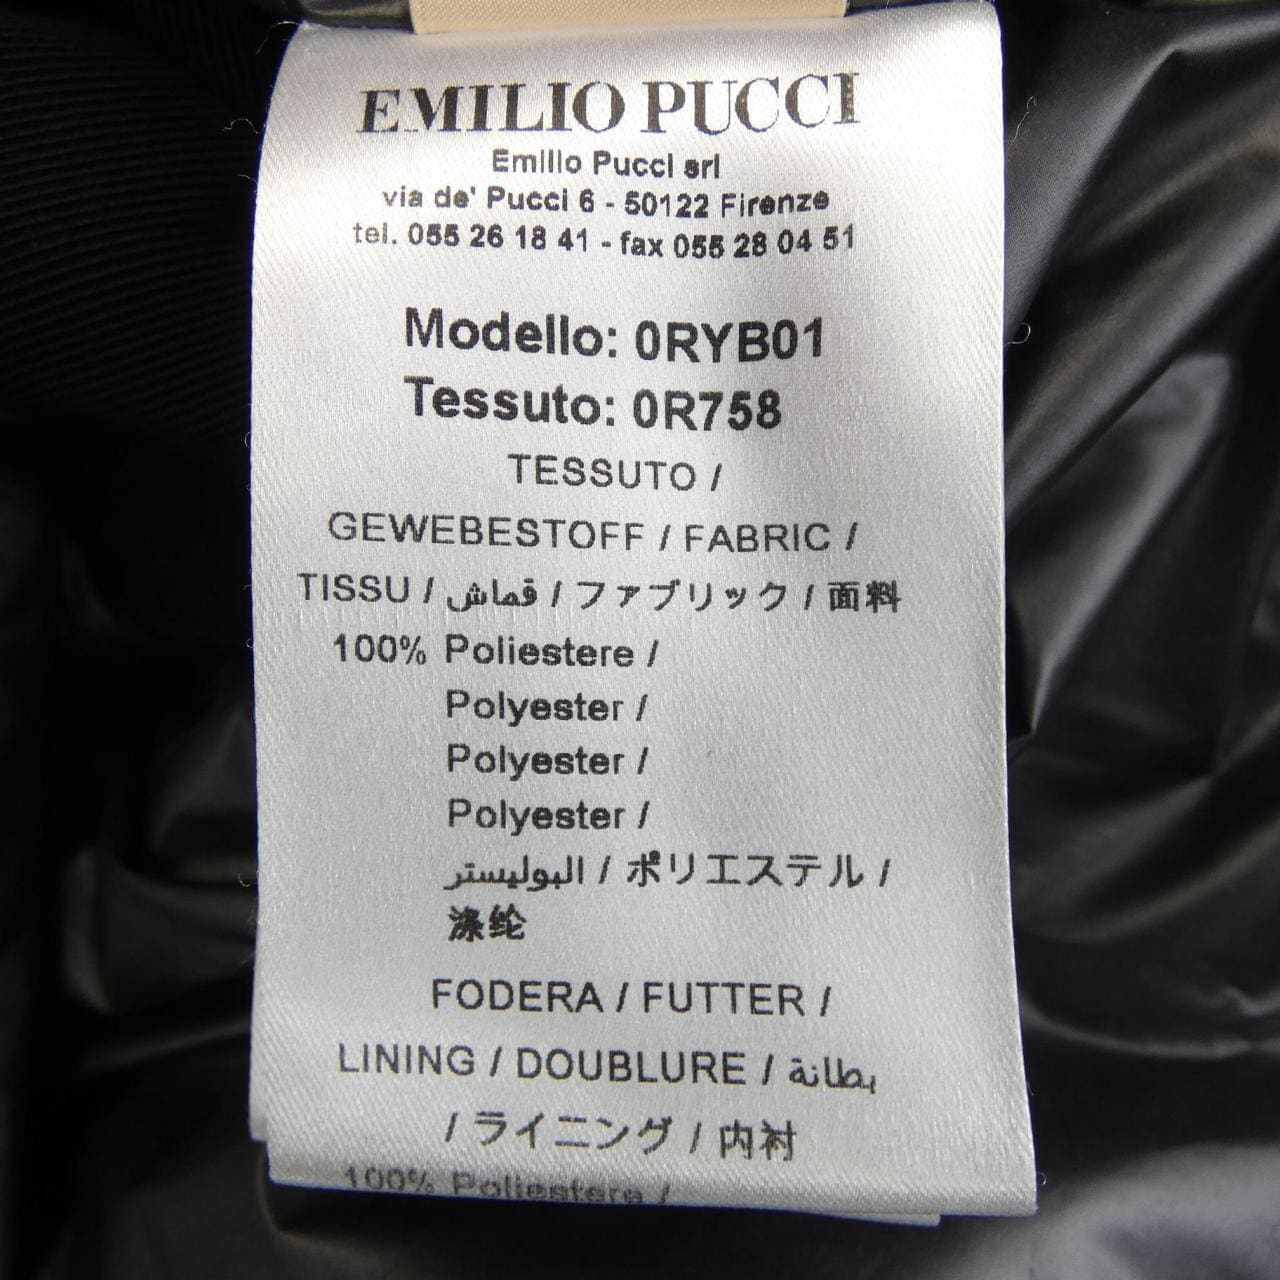 EMILIO PUCCI
Emilio Pucci srl
via de' Pucci 6 - 50122 Firenze
tel. 055 26 18 41 - fax 055 28 04 51
Modello: 0RYB01
Tessuto: 0R758
TESSUTO /
GEWEBESTOFF / FABRIC /
TISSU / قماش / ファブリック / 面料
100% Poliestere /
Polyester /
Polyester /
Polyester /
البوليستر / ポリエステル /
涤纶
FODERA / FUTTER /
LINING / DOUBLURE / بطانة
/ ライニング / 内衬
100% Poliestere /